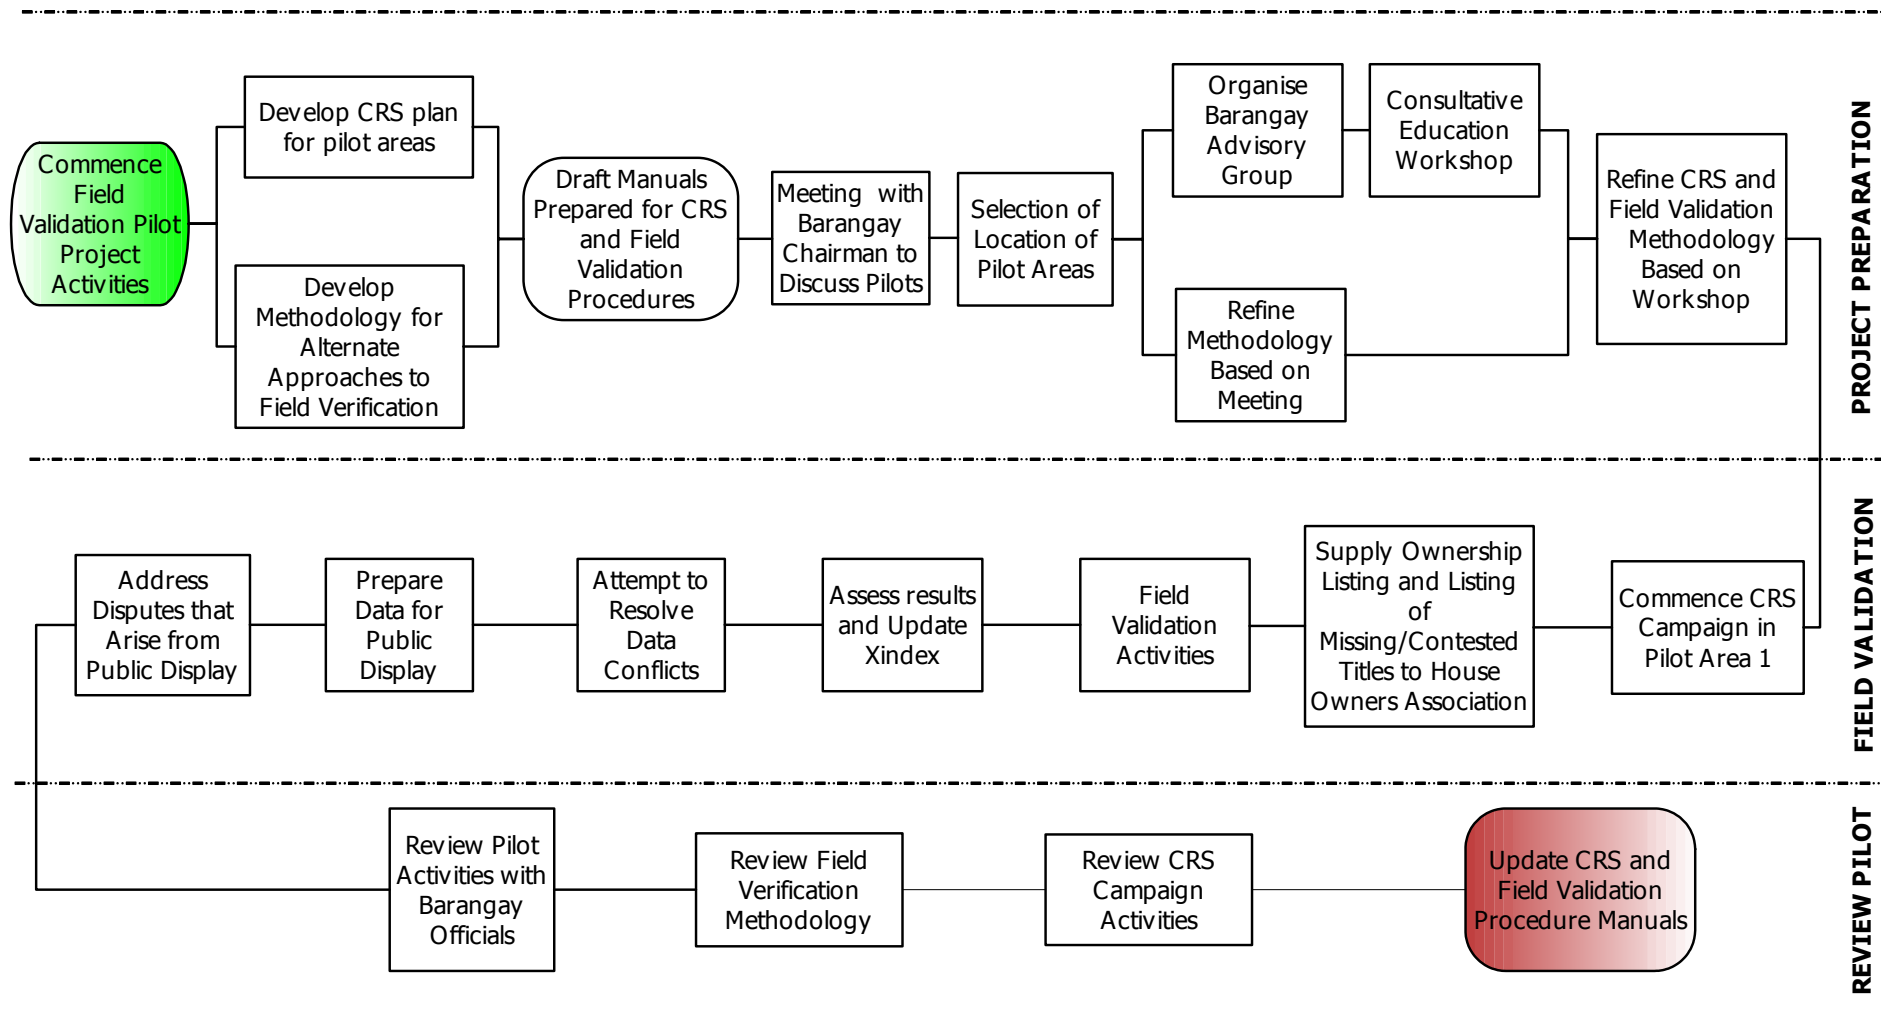 Commence
Field
Validation Pilot
Project
Activities
Develop CRS plan
for pilot areas
Develop
Methodology for
Alternate
Approaches to
Field Verification
Draft Manuals
Prepared for CRS
and Field
Validation
Procedures
Meeting with
Barangay
Chairman to
Discuss Pilots
Selection of
Location of
Pilot Areas
Organise
Barangay
Advisory
Group
Consultative
Education
Workshop
Refine
Methodology
Based on
Meeting
Refine CRS and
Field Validation
Methodology
Based on
Workshop
PROJECT PREPARATION
Commence CRS
Campaign in
Pilot Area 1
Supply Ownership
Listing and Listing
of
Missing/Contested
Titles to House
Owners Association
Field
Validation
Activities
Assess results
and Update
Xindex
Attempt to
Resolve
Data
Conflicts
Prepare
Data for
Public
Display
Address
Disputes that
Arise from
Public Display
FIELD VALIDATION
Review Pilot
Activities with
Barangay
Officials
Review Field
Verification
Methodology
Review CRS
Campaign
Activities
Update CRS and
Field Validation
Procedure Manuals
REVIEW PILOT